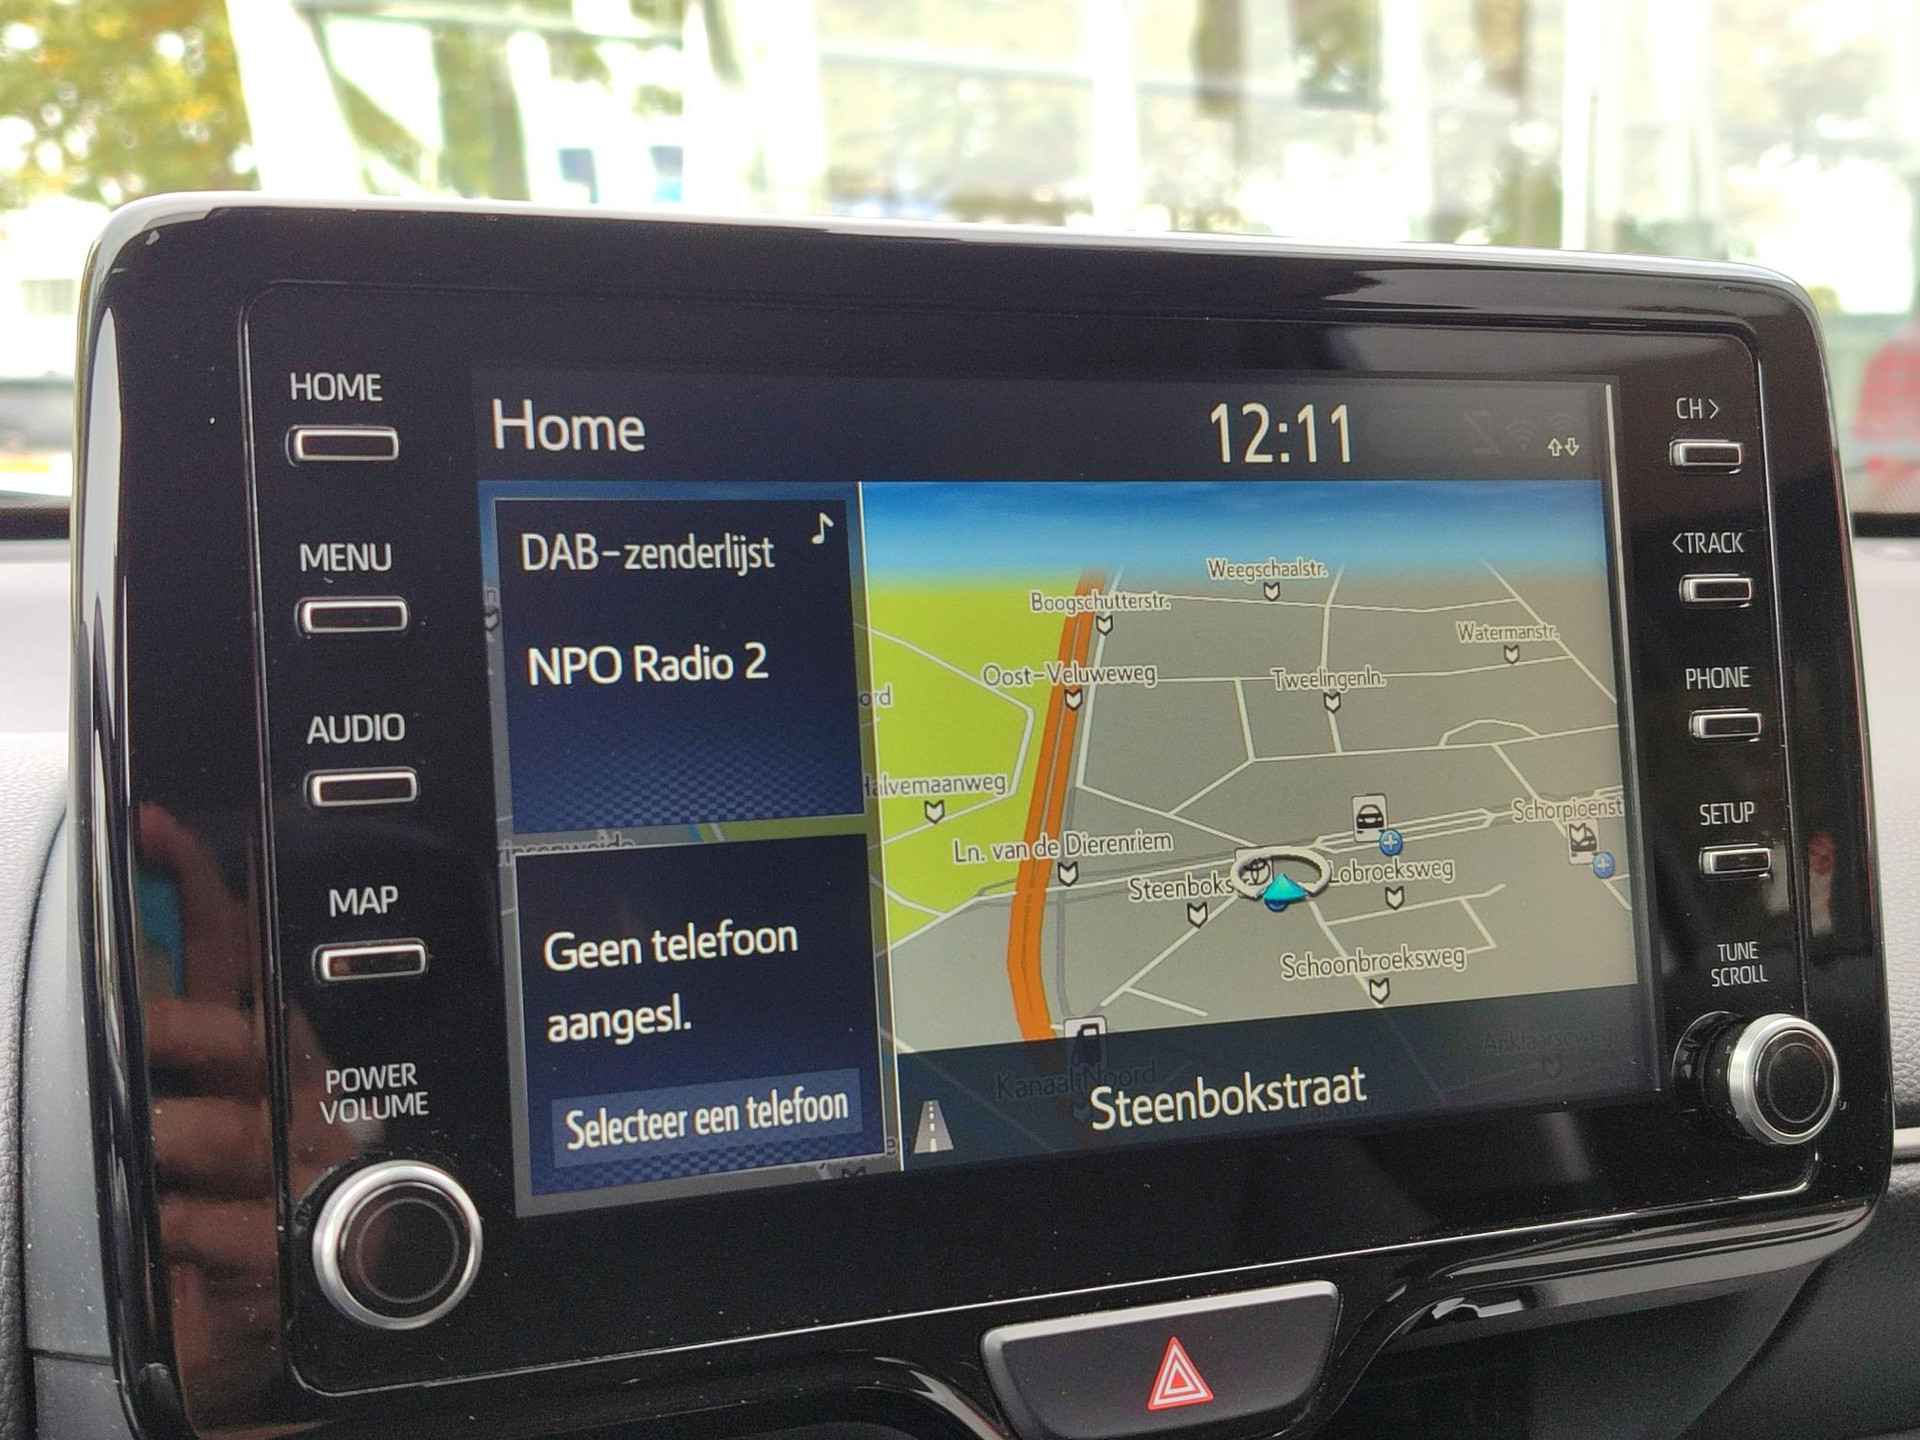 HOME
MENU
AUDIO
MAP
POWER
VOLUME
Home
12:11
DAB-zenderlijst
NPO Radio 2
Geen telefoon
aangesl.
Selecteer een telefoon
Weegschaalstr.
Boogschutterstr.
Watermanstr.
Oost-Veluweweg
Tweelingenln.
Halvemaanweg
Schorpioenst
Ln. van de Dierenriem
Steenboks
Lobroeksweg
Schoonbroeksweg
Kanaal Noord
Steenbokstraat
CH>
<TRACK
PHONE
SETUP
TUNE
SCROLL